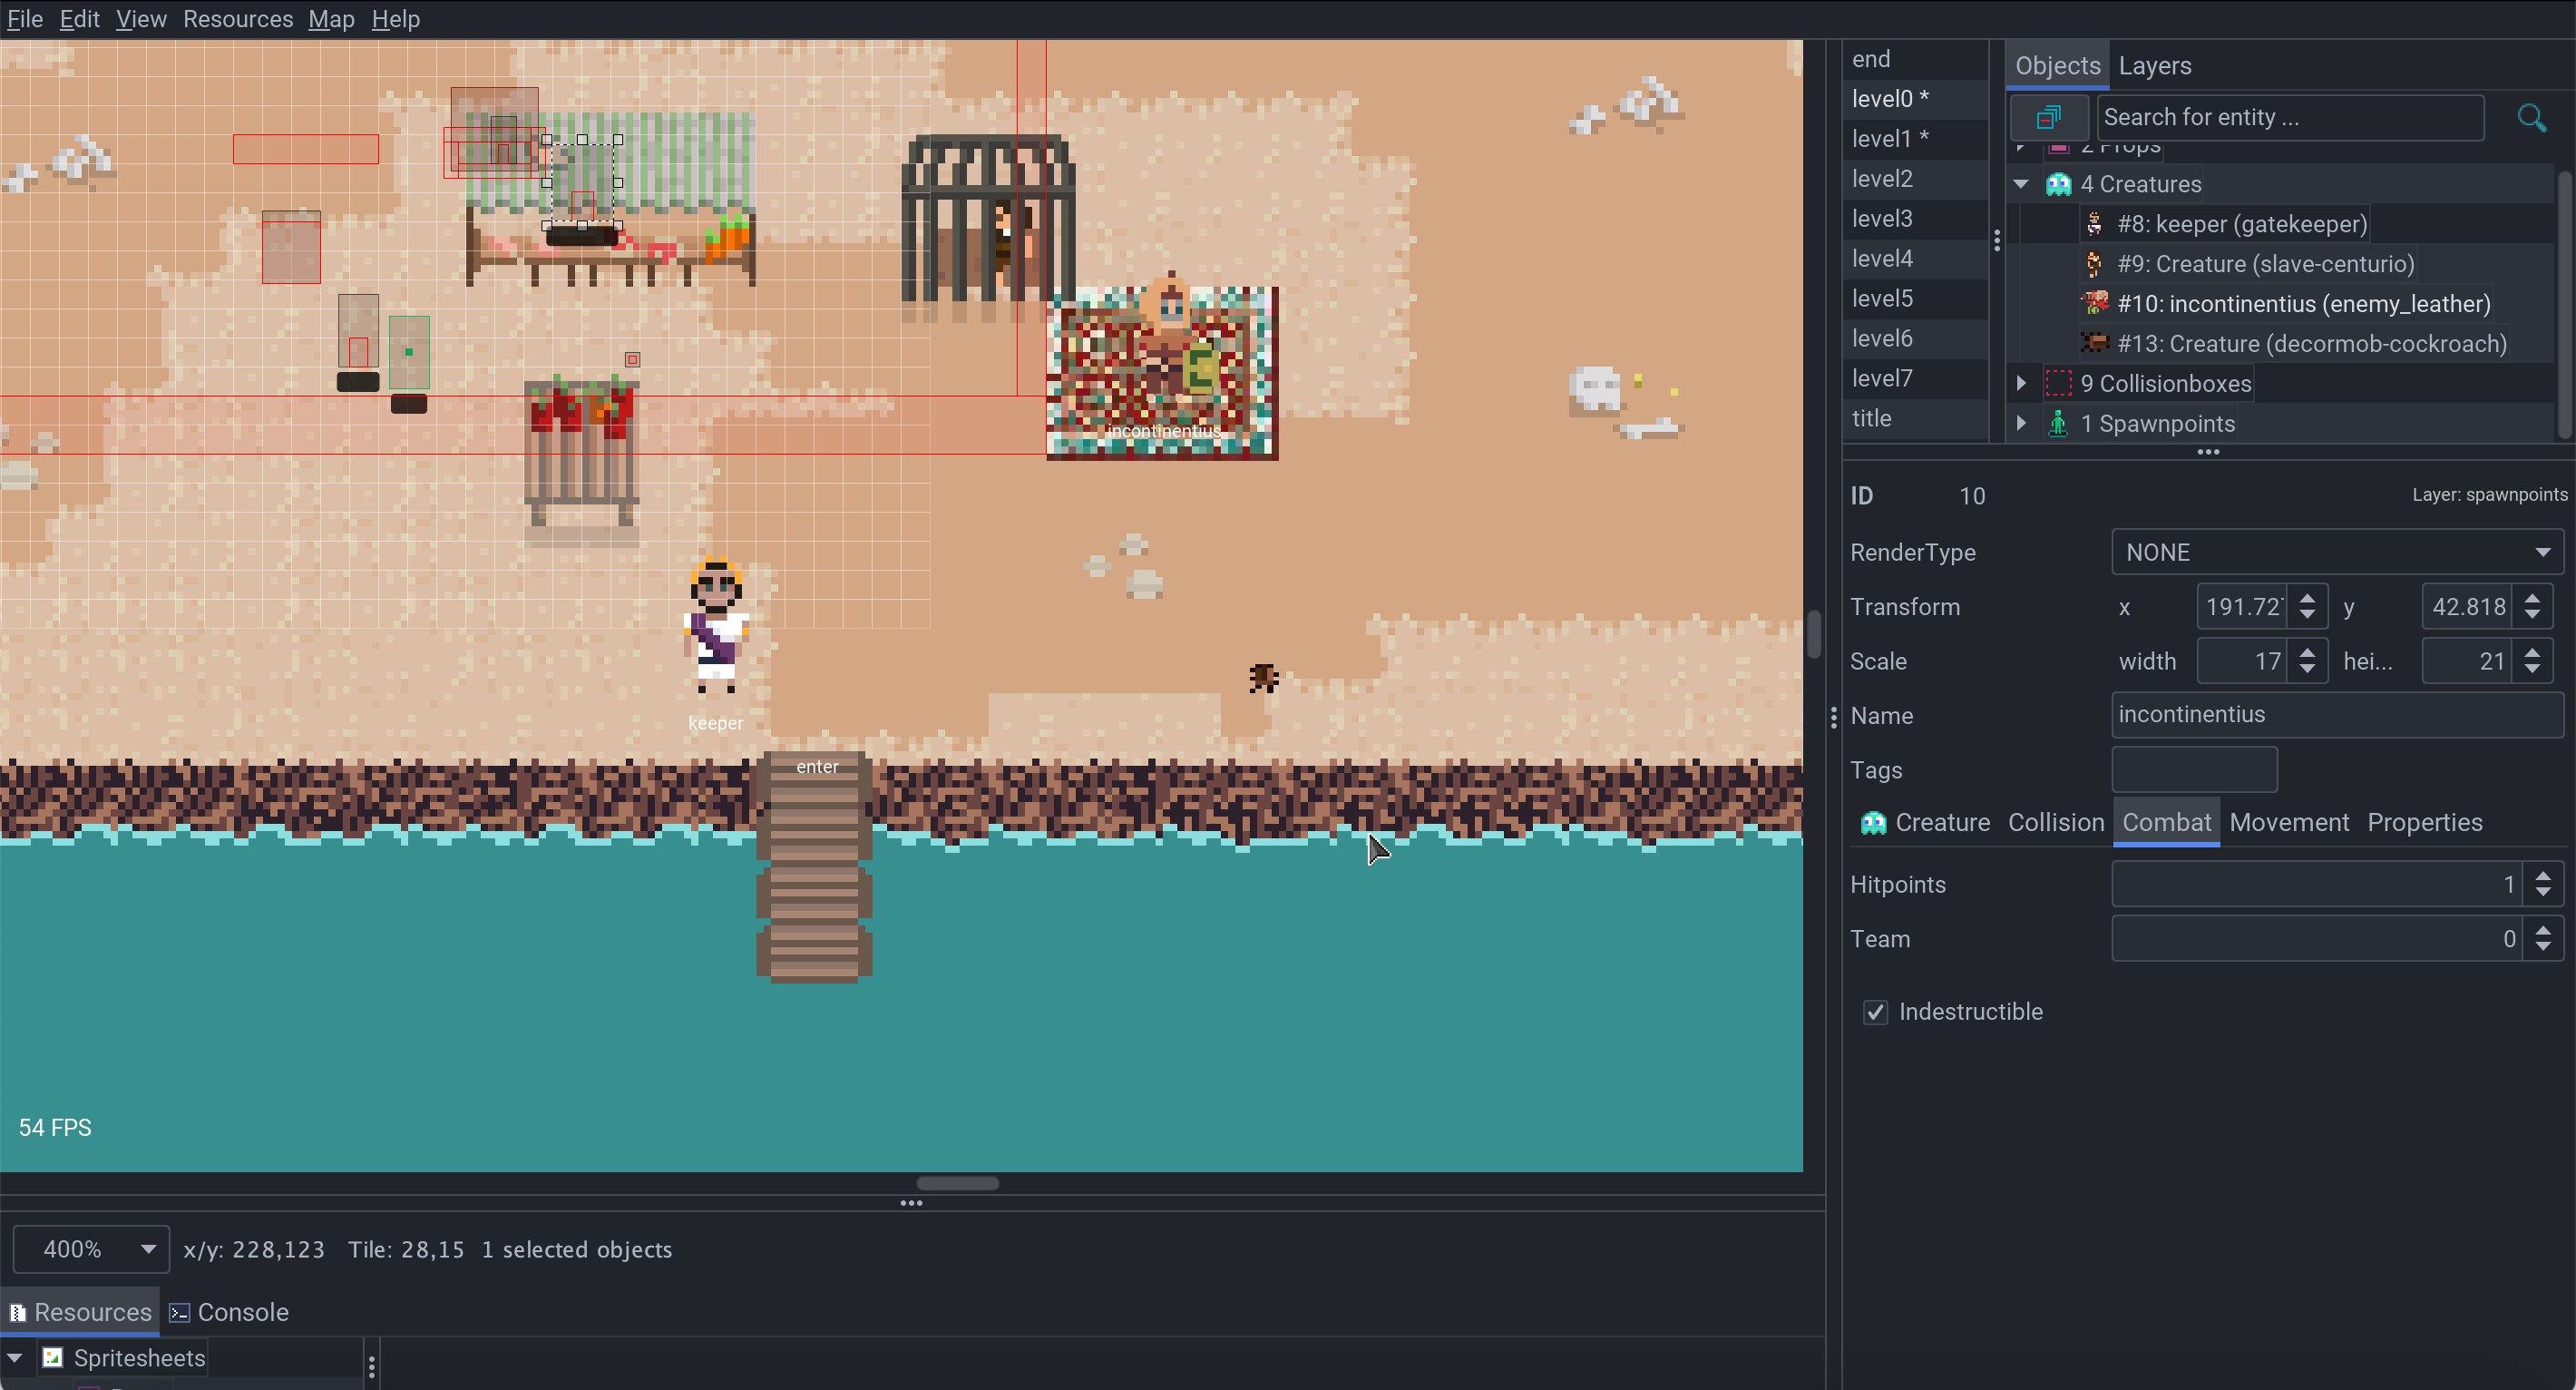 File Edit View Resources Map Help
end
level0 *
level1 *
level2
level3
level4
level5
level6
level7
title
Objects Layers
Search for entity ...
2 Props
4 Creatures
#8: keeper (gatekeeper)
#9: Creature (slave-centurio)
#10: incontinentius (enemy_leather)
#13: Creature (decormob-cockroach)
9 Collisionboxes
1 Spawnpoints
incontinentius
keeper
enter
54 FPS
ID 10 Layer: spawnpoints
RenderType NONE
Transform x 191.727 y 42.818
Scale width 17 hei... 21
Name incontinentius
Tags
Creature Collision Combat Movement Properties
Hitpoints 1
Team 0
Indestructible
400% x/y: 228,123 Tile: 28,15 1 selected objects
Resources Console
Spritesheets